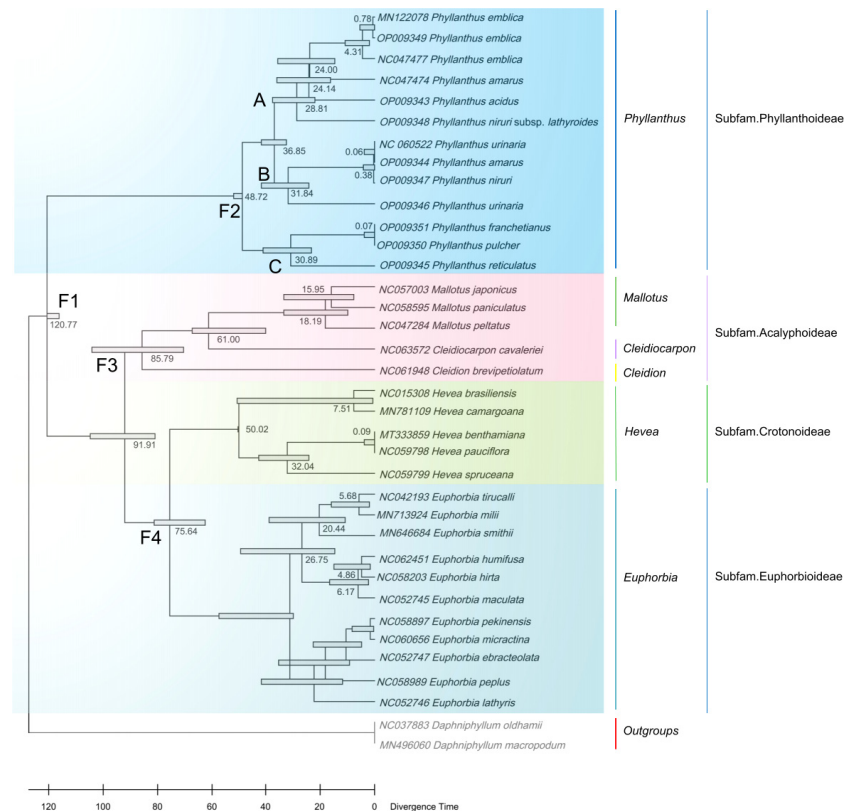 0.78
MN122078 Phyllanthus emblica
OP009349 Phyllanthus emblica
4.31
NC047477 Phyllanthus emblica
24.00
NC047474 Phyllanthus amarus
24.14
A
OP009343 Phyllanthus acidus
28.81
OP009348 Phyllanthus niruri subsp. lathyroides
Phyllanthus
Subfam.Phyllanthoideae
36.85
NC 060522 Phyllanthus urinaria
0.06
OP009344 Phyllanthus amarus
B
0.38
OP009347 Phyllanthus niruri
31.84
F2
48.72
OP009346 Phyllanthus urinaria
0.07
OP009351 Phyllanthus franchetianus
OP009350 Phyllanthus pulcher
C
30.89
OP009345 Phyllanthus reticulatus
15.95
NC057003 Mallotus japonicus
Mallotus
F1
NC058595 Mallotus paniculatus
120.77
18.19
NC047284 Mallotus peltatus
61.00
Subfam.Acalyphoideae
F3
85.79
NC063572 Cleidiocarpon cavaleriei
Cleidiocarpon
NC061948 Cleidion brevipetiolatum
Cleidion
NC015308 Hevea brasiliensis
7.51
MN781109 Hevea camargoana
50.02
0.09
MT333859 Hevea benthamiana
Hevea
Subfam.Crotonoideae
91.91
NC059798 Hevea pauciflora
32.04
NC059799 Hevea spruceana
5.68
NC042193 Euphorbia tirucalli
MN713924 Euphorbia milii
F4
75.64
20.44
MN646684 Euphorbia smithii
26.75
NC062451 Euphorbia humifusa
4.86
NC058203 Euphorbia hirta
Euphorbia
Subfam.Euphorbioideae
6.17
NC052745 Euphorbia maculata
NC058897 Euphorbia pekinensis
NC060656 Euphorbia micractina
NC052747 Euphorbia ebracteolata
NC058989 Euphorbia peplus
NC052746 Euphorbia lathyris
NC037883 Daphniphyllum oldhamii
Outgroups
MN496060 Daphniphyllum macropodum
120 100 80 60 40 20 0 Divergence Time